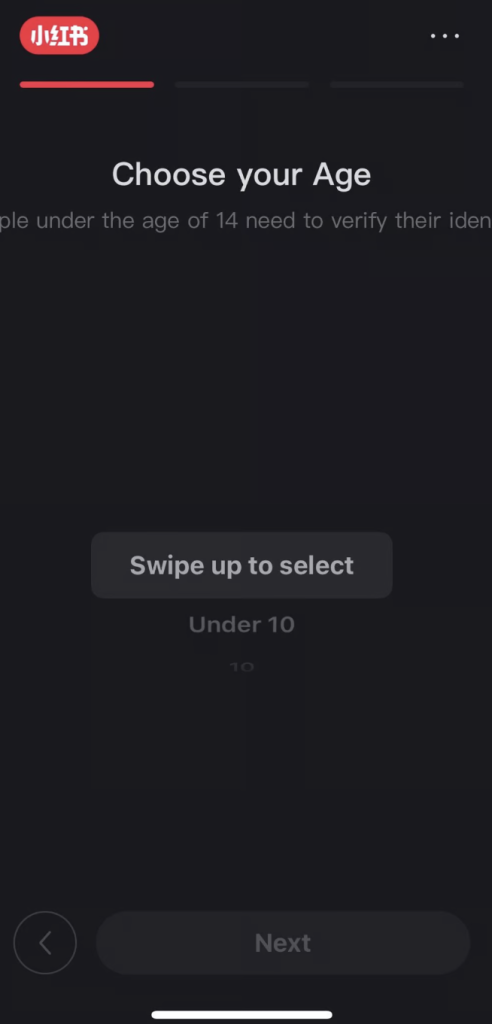 小红书
Choose your Age
ple under the age of 14 need to verify their iden
Swipe up to select
Under 10
Next